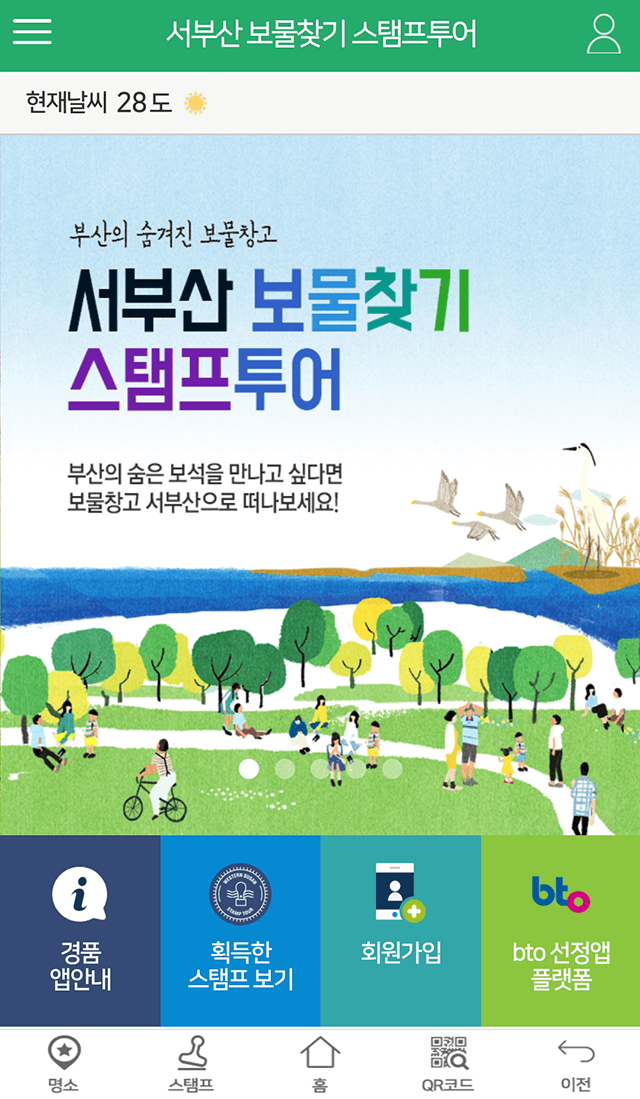 서부산 보물찾기 스탬프투어
현재날씨 28도
부산의 숨겨진 보물창고
서부산 보물찾기
스탬프투어
부산의 숨은 보석을 만나고 싶다면
보물창고 서부산으로 떠나보세요!
경품
앱안내
WESTERN BUSAN
STAMP TOUR
획득한
스탬프 보기
회원가입
bto
bto 선정앱
플랫폼
명소
스탬프
홈
QR코드
이전